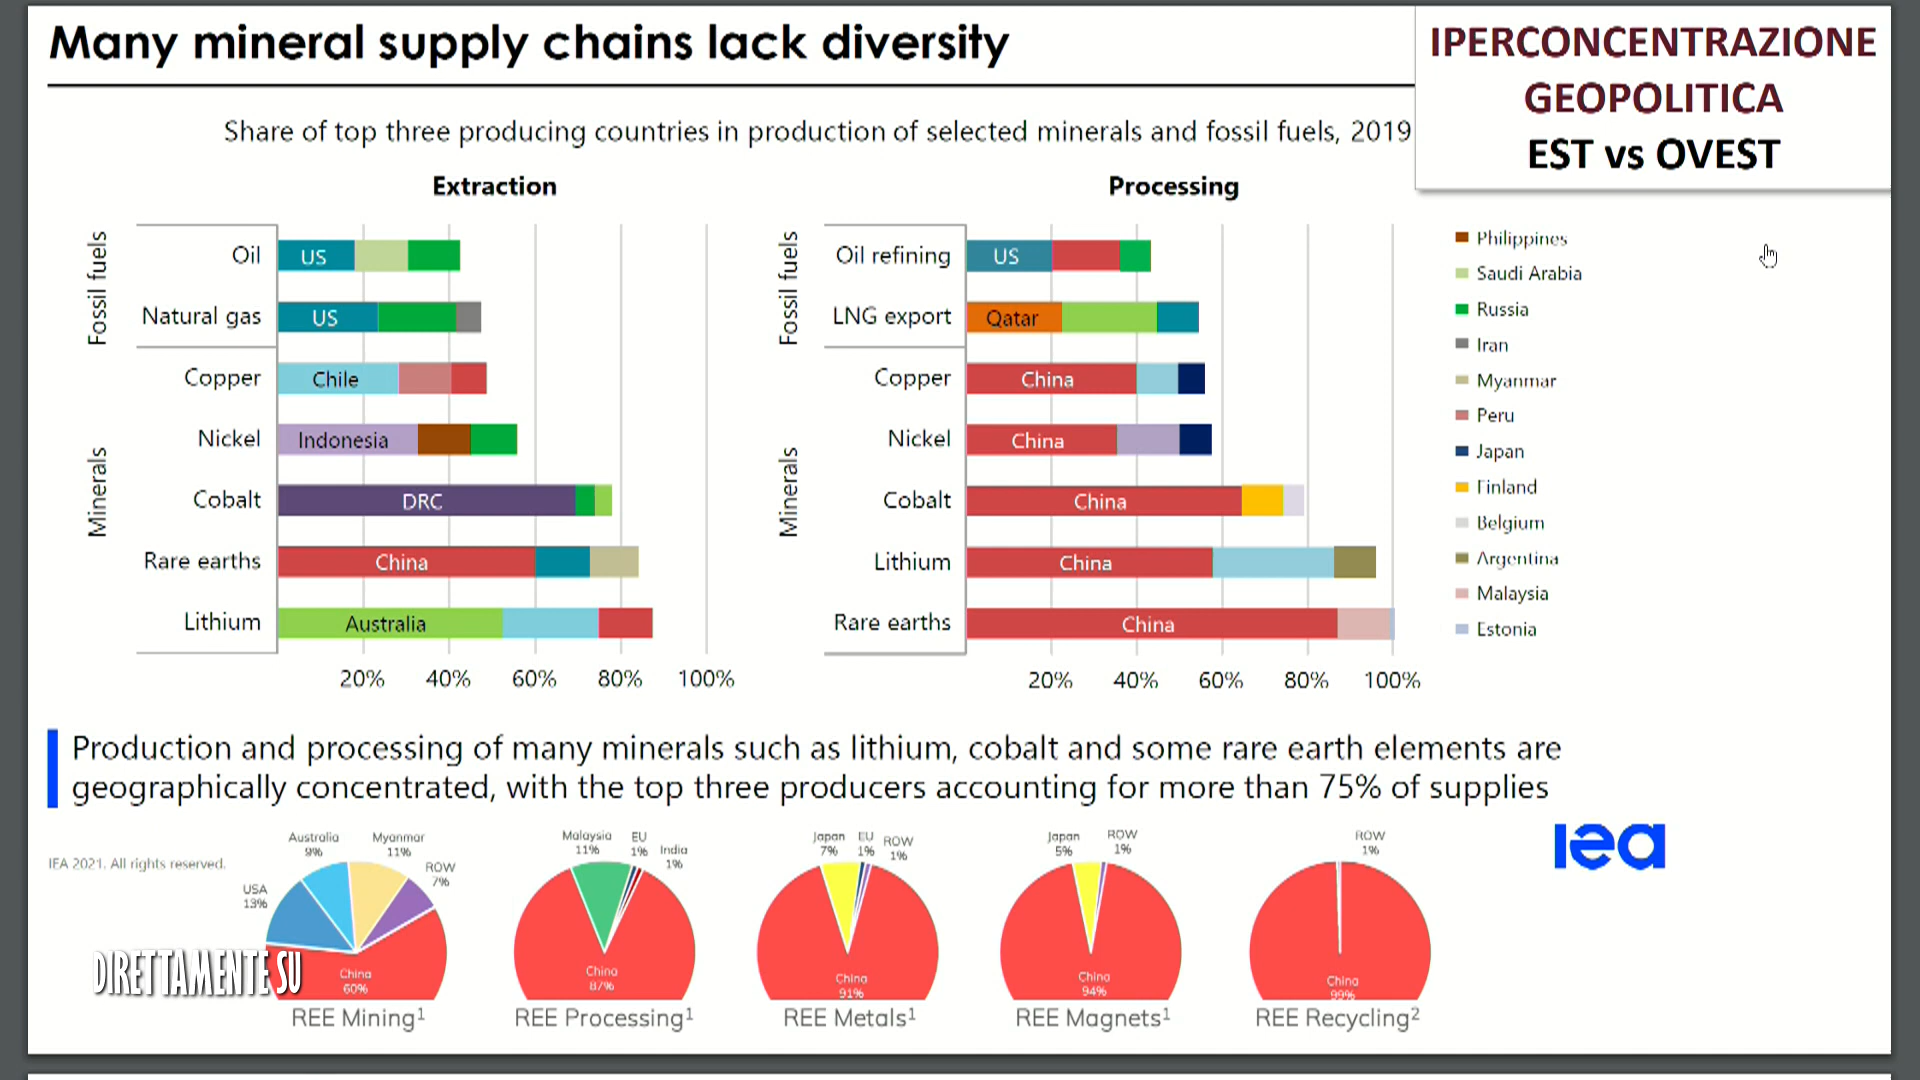 Many mineral supply chains lack diversity
IPERCONCENTRAZIONE
GEOPOLITICA
EST vs OVEST
Share of top three producing countries in production of selected minerals and fossil fuels, 2019
Extraction
Fossil fuels
Oil
US
Natural gas
US
Minerals
Copper
Chile
Nickel
Indonesia
Cobalt
DRC
Rare earths
China
Lithium
Australia
20% 40% 60% 80% 100%
Processing
Fossil fuels
Oil refining
US
LNG export
Qatar
Minerals
Copper
China
Nickel
China
Cobalt
China
Lithium
China
Rare earths
China
20% 40% 60% 80% 100%
Philippines
Saudi Arabia
Russia
Iran
Myanmar
Peru
Japan
Finland
Belgium
Argentina
Malaysia
Estonia
Production and processing of many minerals such as lithium, cobalt and some rare earth elements are
geographically concentrated, with the top three producers accounting for more than 75% of supplies
IEA 2021. All rights reserved.
iea
USA
13%
Australia
9%
Myanmar
11%
ROW
7%
China
60%
REE Mining¹
Malaysia
11%
EU
1%
India
1%
China
87%
REE Processing¹
Japan
7%
EU
1%
ROW
1%
China
91%
REE Metals¹
Japan
5%
ROW
1%
China
94%
REE Magnets¹
ROW
1%
China
99%
REE Recycling²
DIRETTAMENTE SU